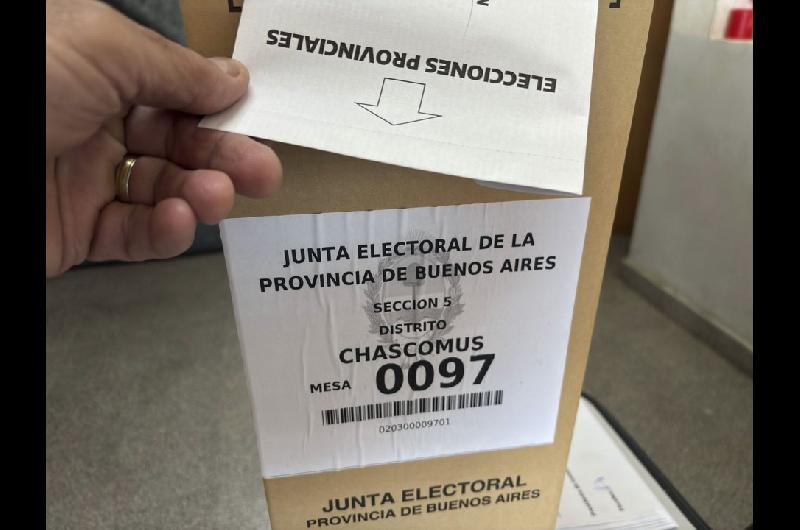 ELECCIONES PROVINCIALES
JUNTA ELECTORAL DE LA
PROVINCIA DE BUENOS AIRES
SECCION 5
DISTRITO
CHASCOMUS
MESA 0097
020300009701
JUNTA ELECTORAL
PROVINCIA DE BUENOS AIRES